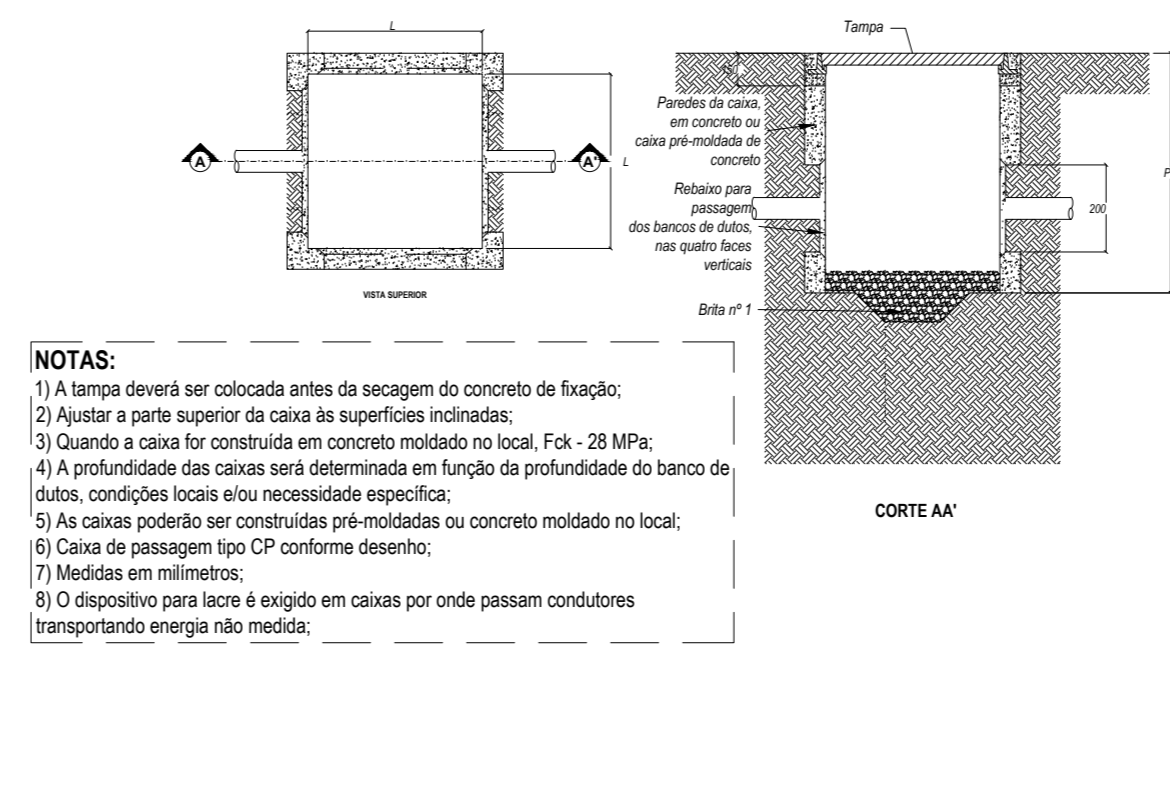 L
Tampa
15
Paredes da caixa,
em concreto ou
caixa pré-moldada de
concreto
A
A'
L
P
Rebaixo para
passagem
dos bancos de dutos,
nas quatro faces
verticais
200
VISTA SUPERIOR
Brita nº 1
NOTAS:
1) A tampa deverá ser colocada antes da secagem do concreto de fixação;
2) Ajustar a parte superior da caixa às superfícies inclinadas;
3) Quando a caixa for construída em concreto moldado no local, Fck - 28 MPa;
4) A profundidade das caixas será determinada em função da profundidade do banco de
dutos, condições locais e/ou necessidade específica;
5) As caixas poderão ser construídas pré-moldadas ou concreto moldado no local;
6) Caixa de passagem tipo CP conforme desenho;
7) Medidas em milímetros;
8) O dispositivo para lacre é exigido em caixas por onde passam condutores
transportando energia não medida;
CORTE AA'